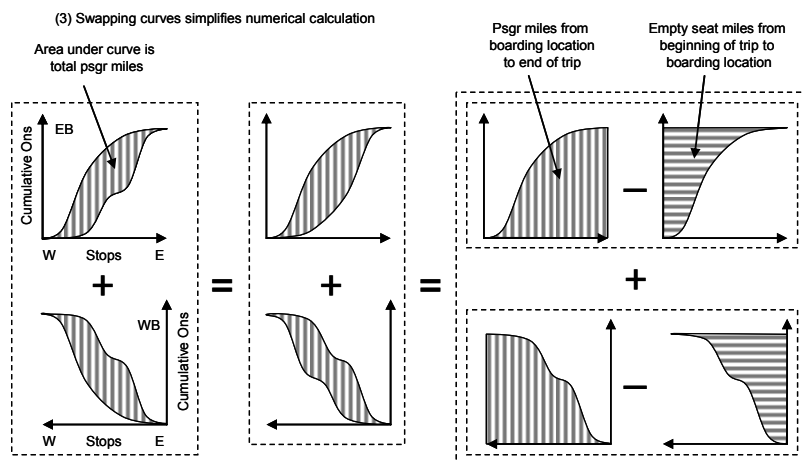 (3) Swapping curves simplifies numerical calculation
Area under curve is
total psgr miles
Psgr miles from
boarding location
to end of trip
Empty seat miles from
beginning of trip to
boarding location
Cumulative Ons
EB
W Stops E
+
=
+
=
−
+
WB
Cumulative Ons
−
W Stops E